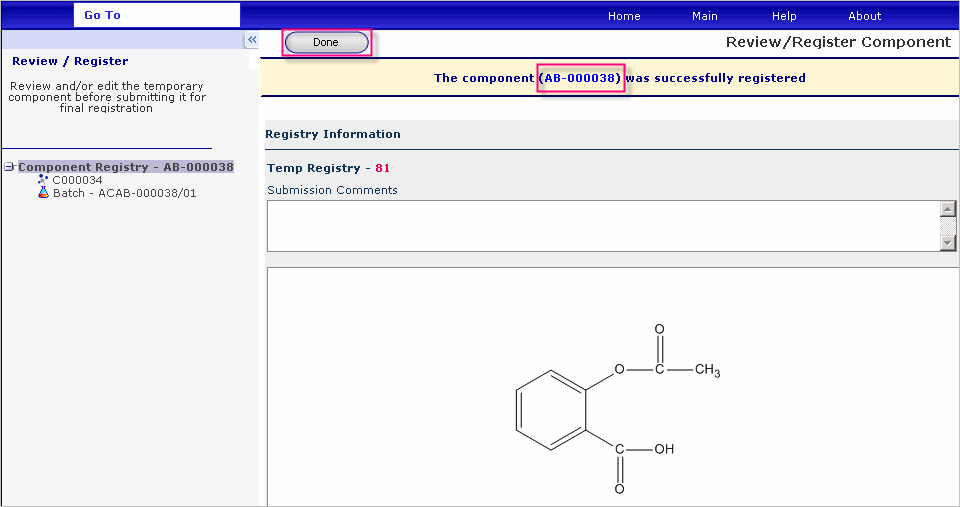 Go To
Home Main Help About
Done
Review/Register Component
Review / Register
Review and/or edit the temporary
component before submitting it for
final registration
Component Registry - AB-000038
C000034
Batch - ACAB-000038/01
The component (AB-000038) was successfully registered
Registry Information
Temp Registry - 81
Submission Comments
O
O C CH3
C OH
O